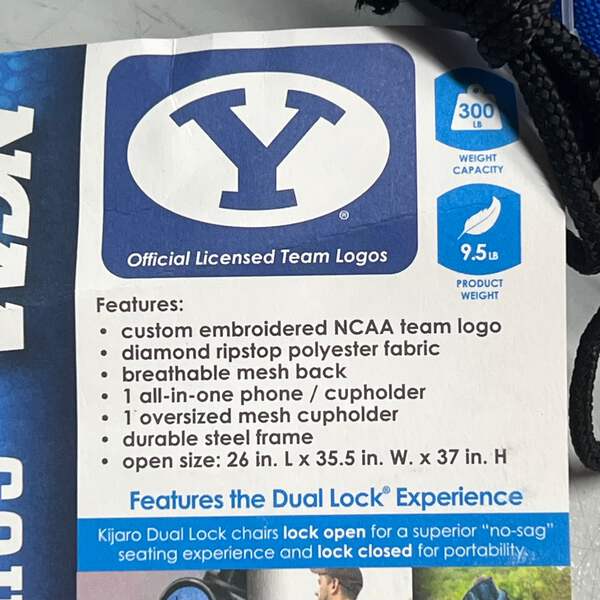 Y
®
Official Licensed Team Logos
300
LB
WEIGHT
CAPACITY
9.5 LB
PRODUCT
WEIGHT
Features:
• custom embroidered NCAA team logo
• diamond ripstop polyester fabric
• breathable mesh back
• 1 all-in-one phone / cupholder
• 1 oversized mesh cupholder
• durable steel frame
• open size: 26 in. L x 35.5 in. W. x 37 in. H
Features the Dual Lock® Experience
Kijaro Dual Lock chairs lock open for a superior “no-sag”
seating experience and lock closed for portability.